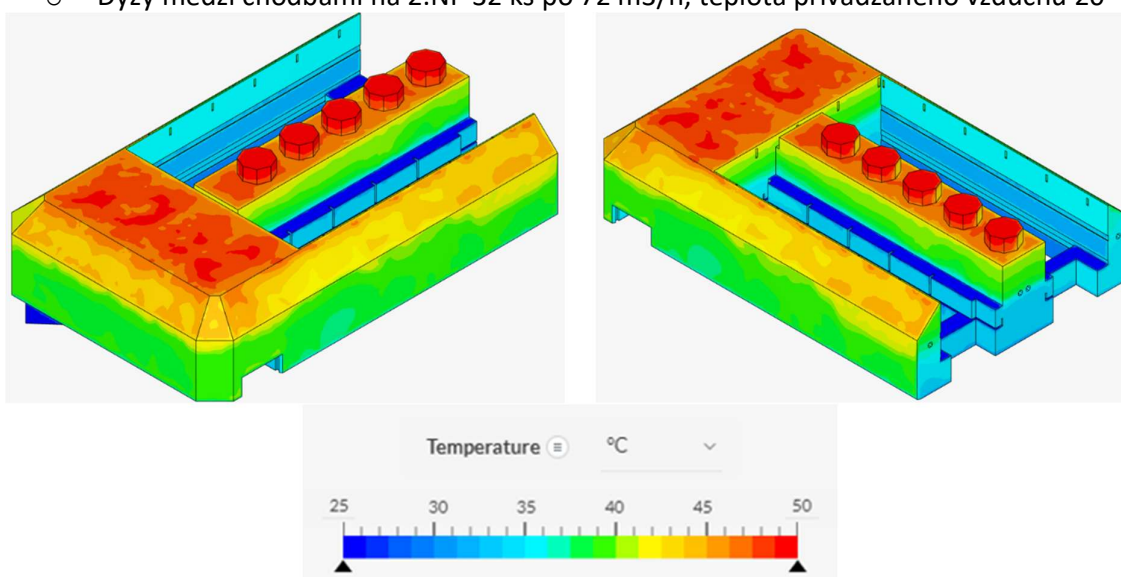 o Dýzy medzi chodbami na 2.NP 32 ks po 72 m3/h, teplota privádzaného vzduchu 20
Temperature °C
25 30 35 40 45 50